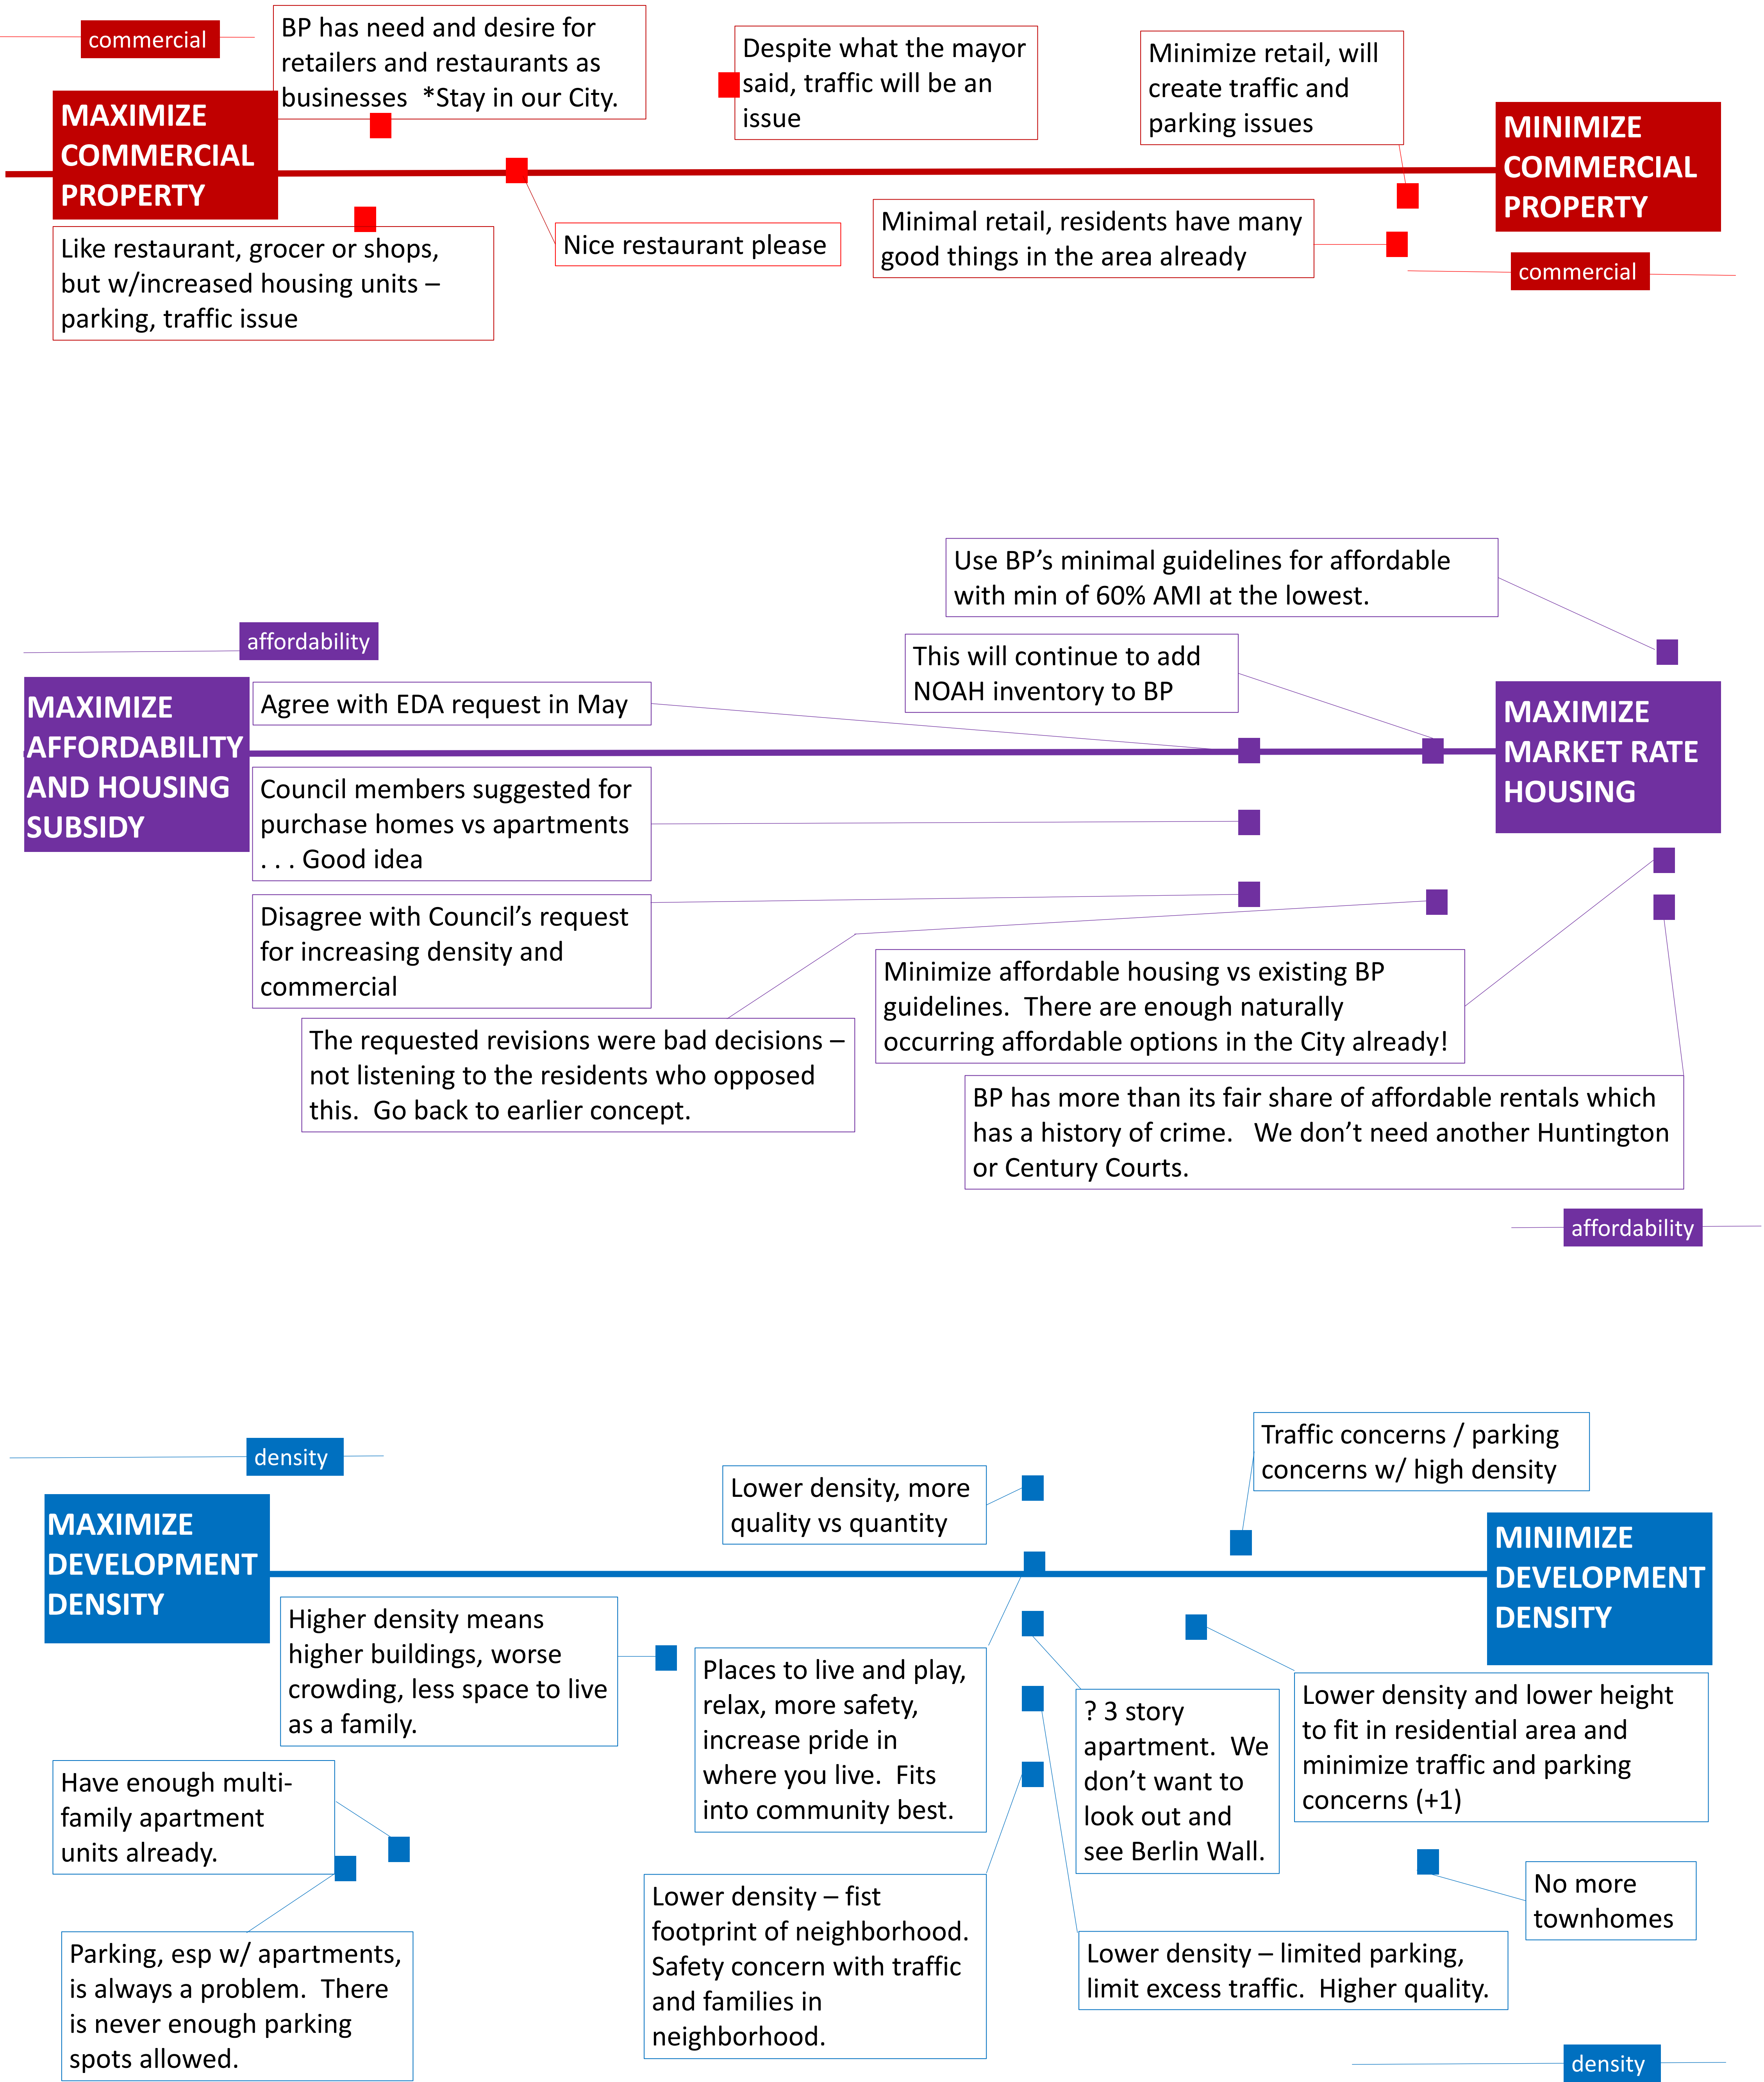 commercial
BP has need and desire for
retailers and restaurants as
businesses  *Stay in our City.
Despite what the mayor
said, traffic will be an
issue
Minimize retail, will
create traffic and
parking issues
MAXIMIZE
COMMERCIAL
PROPERTY
MINIMIZE
COMMERCIAL
PROPERTY
Like restaurant, grocer or shops,
but w/increased housing units –
parking, traffic issue
Nice restaurant please
Minimal retail, residents have many
good things in the area already
commercial
Use BP’s minimal guidelines for affordable
with min of 60% AMI at the lowest.
affordability
This will continue to add
NOAH inventory to BP
MAXIMIZE
AFFORDABILITY
AND HOUSING
SUBSIDY
Agree with EDA request in May
MAXIMIZE
MARKET RATE
HOUSING
Council members suggested for
purchase homes vs apartments
. . . Good idea
Disagree with Council’s request
for increasing density and
commercial
Minimize affordable housing vs existing BP
guidelines.  There are enough naturally
occurring affordable options in the City already!
The requested revisions were bad decisions –
not listening to the residents who opposed
this.  Go back to earlier concept.
BP has more than its fair share of affordable rentals which
has a history of crime.   We don’t need another Huntington
or Century Courts.
affordability
density
Traffic concerns / parking
concerns w/ high density
Lower density, more
quality vs quantity
MAXIMIZE
DEVELOPMENT
DENSITY
MINIMIZE
DEVELOPMENT
DENSITY
Higher density means
higher buildings, worse
crowding, less space to live
as a family.
Places to live and play,
relax, more safety,
increase pride in
where you live.  Fits
into community best.
? 3 story
apartment.  We
don’t want to
look out and
see Berlin Wall.
Lower density and lower height
to fit in residential area and
minimize traffic and parking
concerns (+1)
Have enough multi-
family apartment
units already.
Lower density – fist
footprint of neighborhood.
Safety concern with traffic
and families in
neighborhood.
No more
townhomes
Parking, esp w/ apartments,
is always a problem.  There
is never enough parking
spots allowed.
Lower density – limited parking,
limit excess traffic.  Higher quality.
density